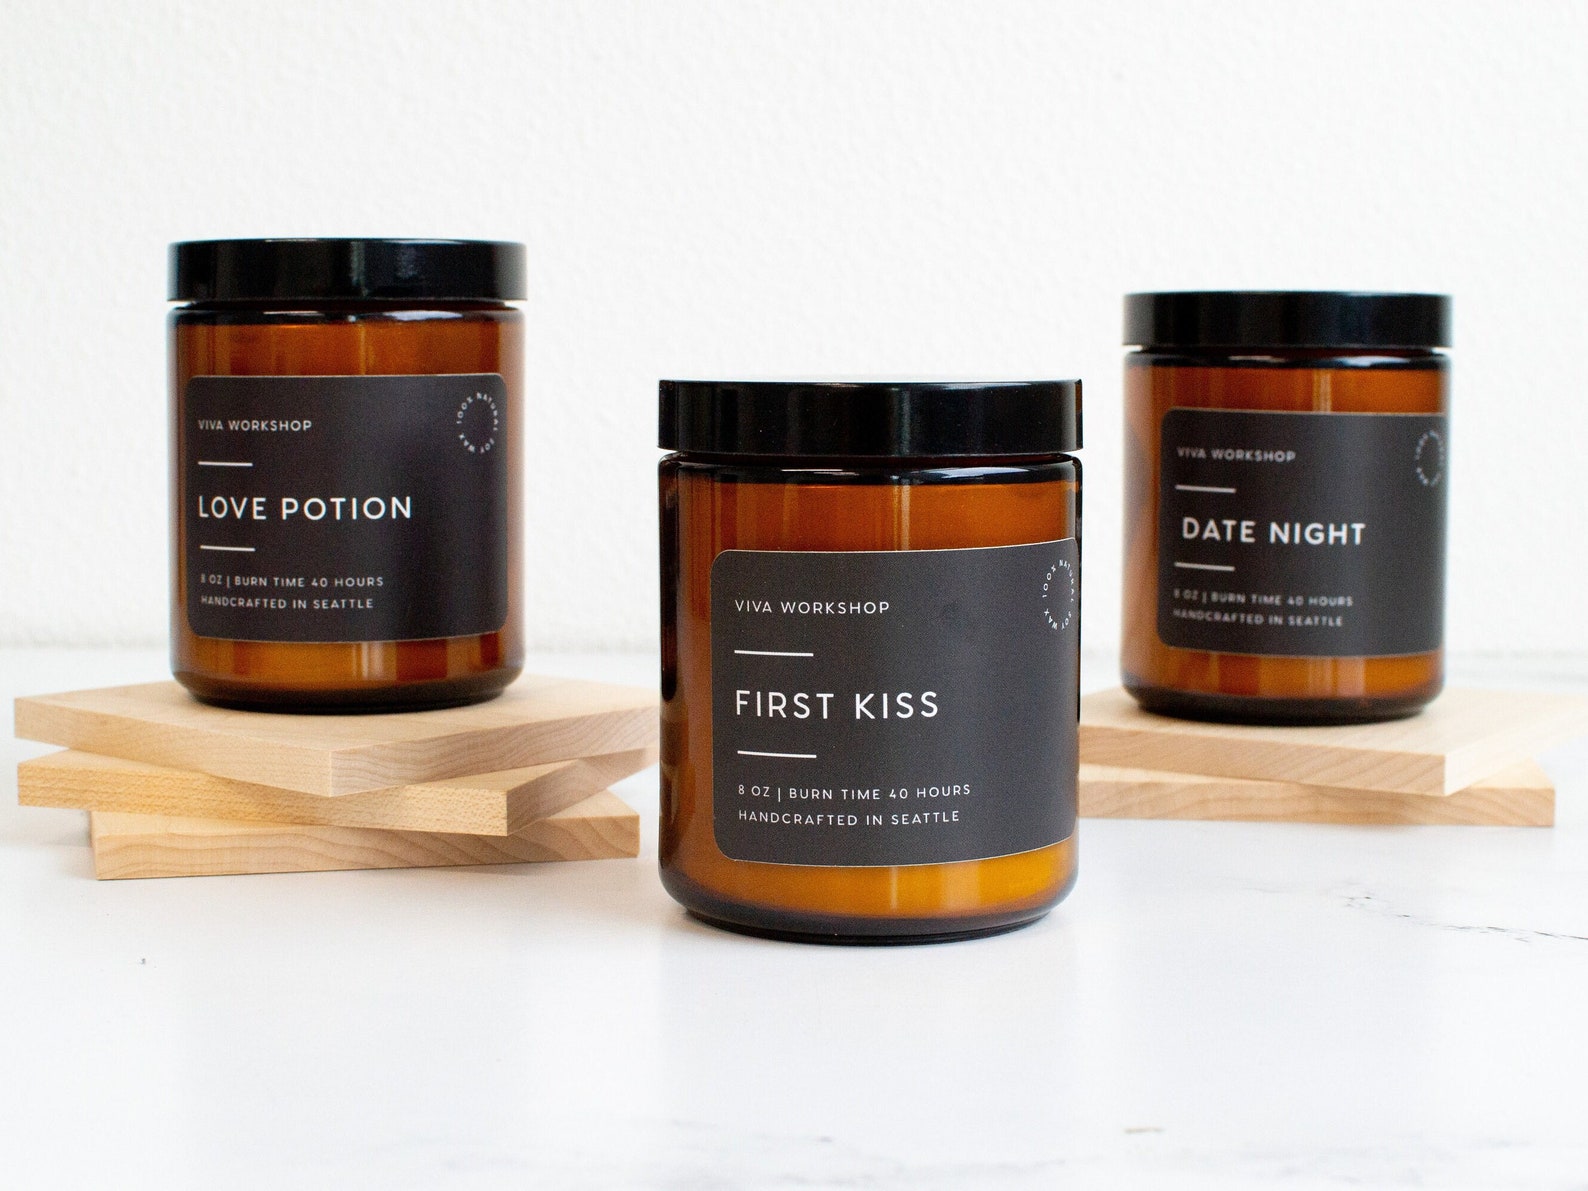 VIVA WORKSHOP
100% NATURAL SOY WAX
LOVE POTION
8 OZ | BURN TIME 40 HOURS
HANDCRAFTED IN SEATTLE
VIVA WORKSHOP
100% NATURAL SOY WAX
FIRST KISS
8 OZ | BURN TIME 40 HOURS
HANDCRAFTED IN SEATTLE
VIVA WORKSHOP
DATE NIGHT
8 OZ | BURN TIME 40 HOURS
HANDCRAFTED IN SEATTLE